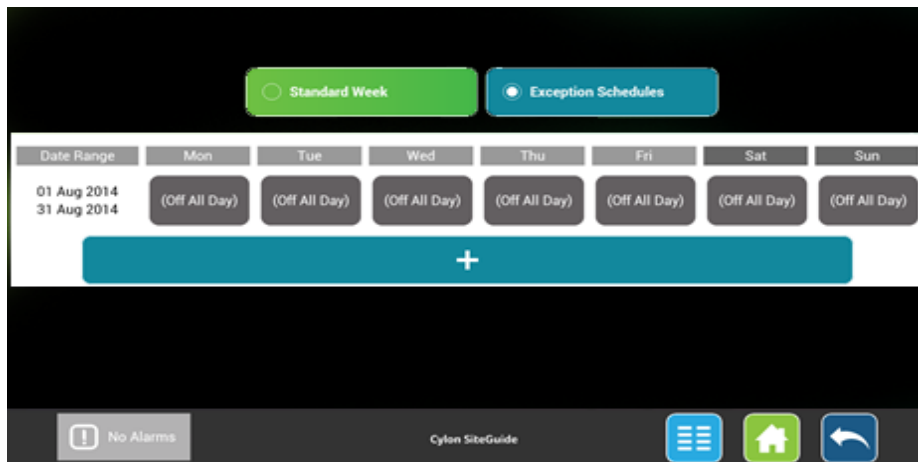 Standard Week
Exception Schedules
Date Range Mon Tue Wed Thu Fri Sat Sun
01 Aug 2014
31 Aug 2014
(Off All Day) (Off All Day) (Off All Day) (Off All Day) (Off All Day) (Off All Day) (Off All Day)
+
No Alarms
Cylon SiteGuide